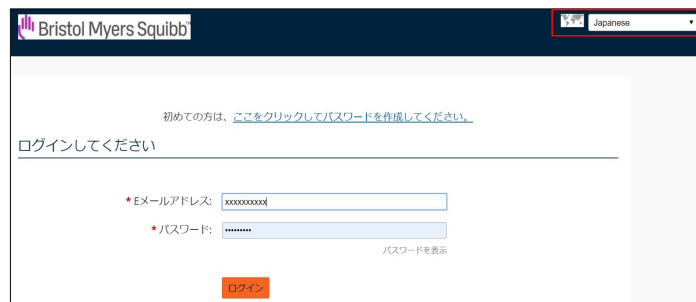 Bristol Myers Squibb™
Japanese
初めての方は、ここをクリックしてパスワードを作成してください。
ログインしてください
* Eメールアドレス: xxxxxxxxxx
* パスワード: •••••••••
パスワードを表示
ログイン